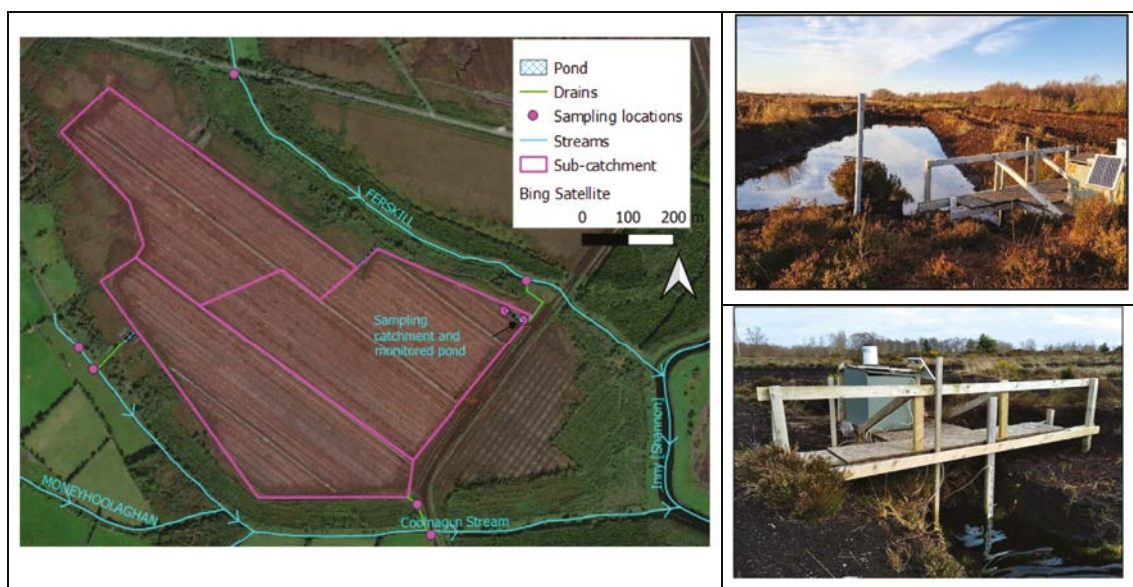 Pond
Drains
Sampling locations
Streams
Sub-catchment
Bing Satellite
0 100 200 m
FERSKILL
Sampling
catchment and
monitored pond
Inny [Shannon]
MONEYHOOLAGHAN
Coolnagun Stream